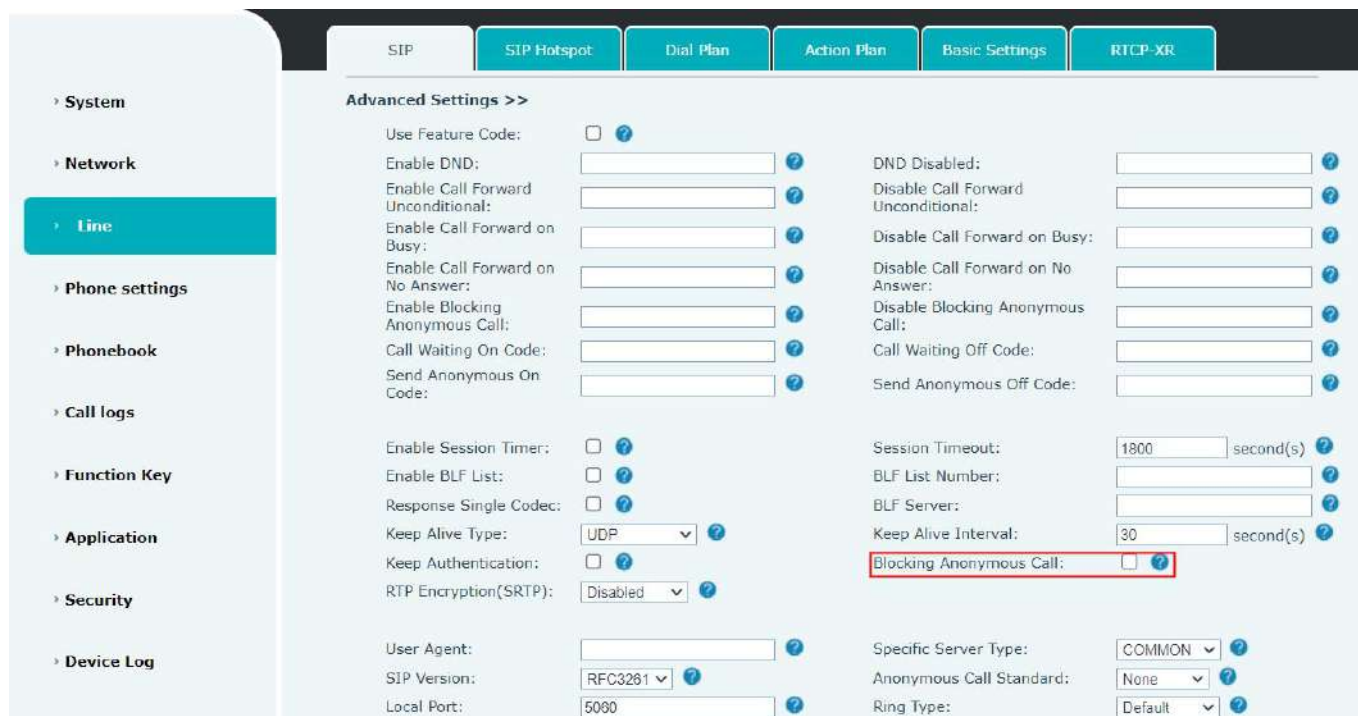 SIP
SIP Hotspot
Dial Plan
Action Plan
Basic Settings
RTCP-XR
› System
› Network
› Line
› Phone settings
› Phonebook
› Call logs
› Function Key
› Application
› Security
› Device Log
Advanced Settings >>
Use Feature Code:
Enable DND:
DND Disabled:
Enable Call Forward
Unconditional:
Disable Call Forward
Unconditional:
Enable Call Forward on
Busy:
Disable Call Forward on Busy:
Enable Call Forward on
No Answer:
Disable Call Forward on No
Answer:
Enable Blocking
Anonymous Call:
Disable Blocking Anonymous
Call:
Call Waiting On Code:
Call Waiting Off Code:
Send Anonymous On
Code:
Send Anonymous Off Code:
Enable Session Timer:
Session Timeout: 1800 second(s)
Enable BLF List:
BLF List Number:
Response Single Codec:
BLF Server:
Keep Alive Type: UDP
Keep Alive Interval: 30 second(s)
Keep Authentication:
Blocking Anonymous Call:
RTP Encryption(SRTP): Disabled
User Agent:
Specific Server Type: COMMON
SIP Version: RFC3261
Anonymous Call Standard: None
Local Port: 5060
Ring Type: Default